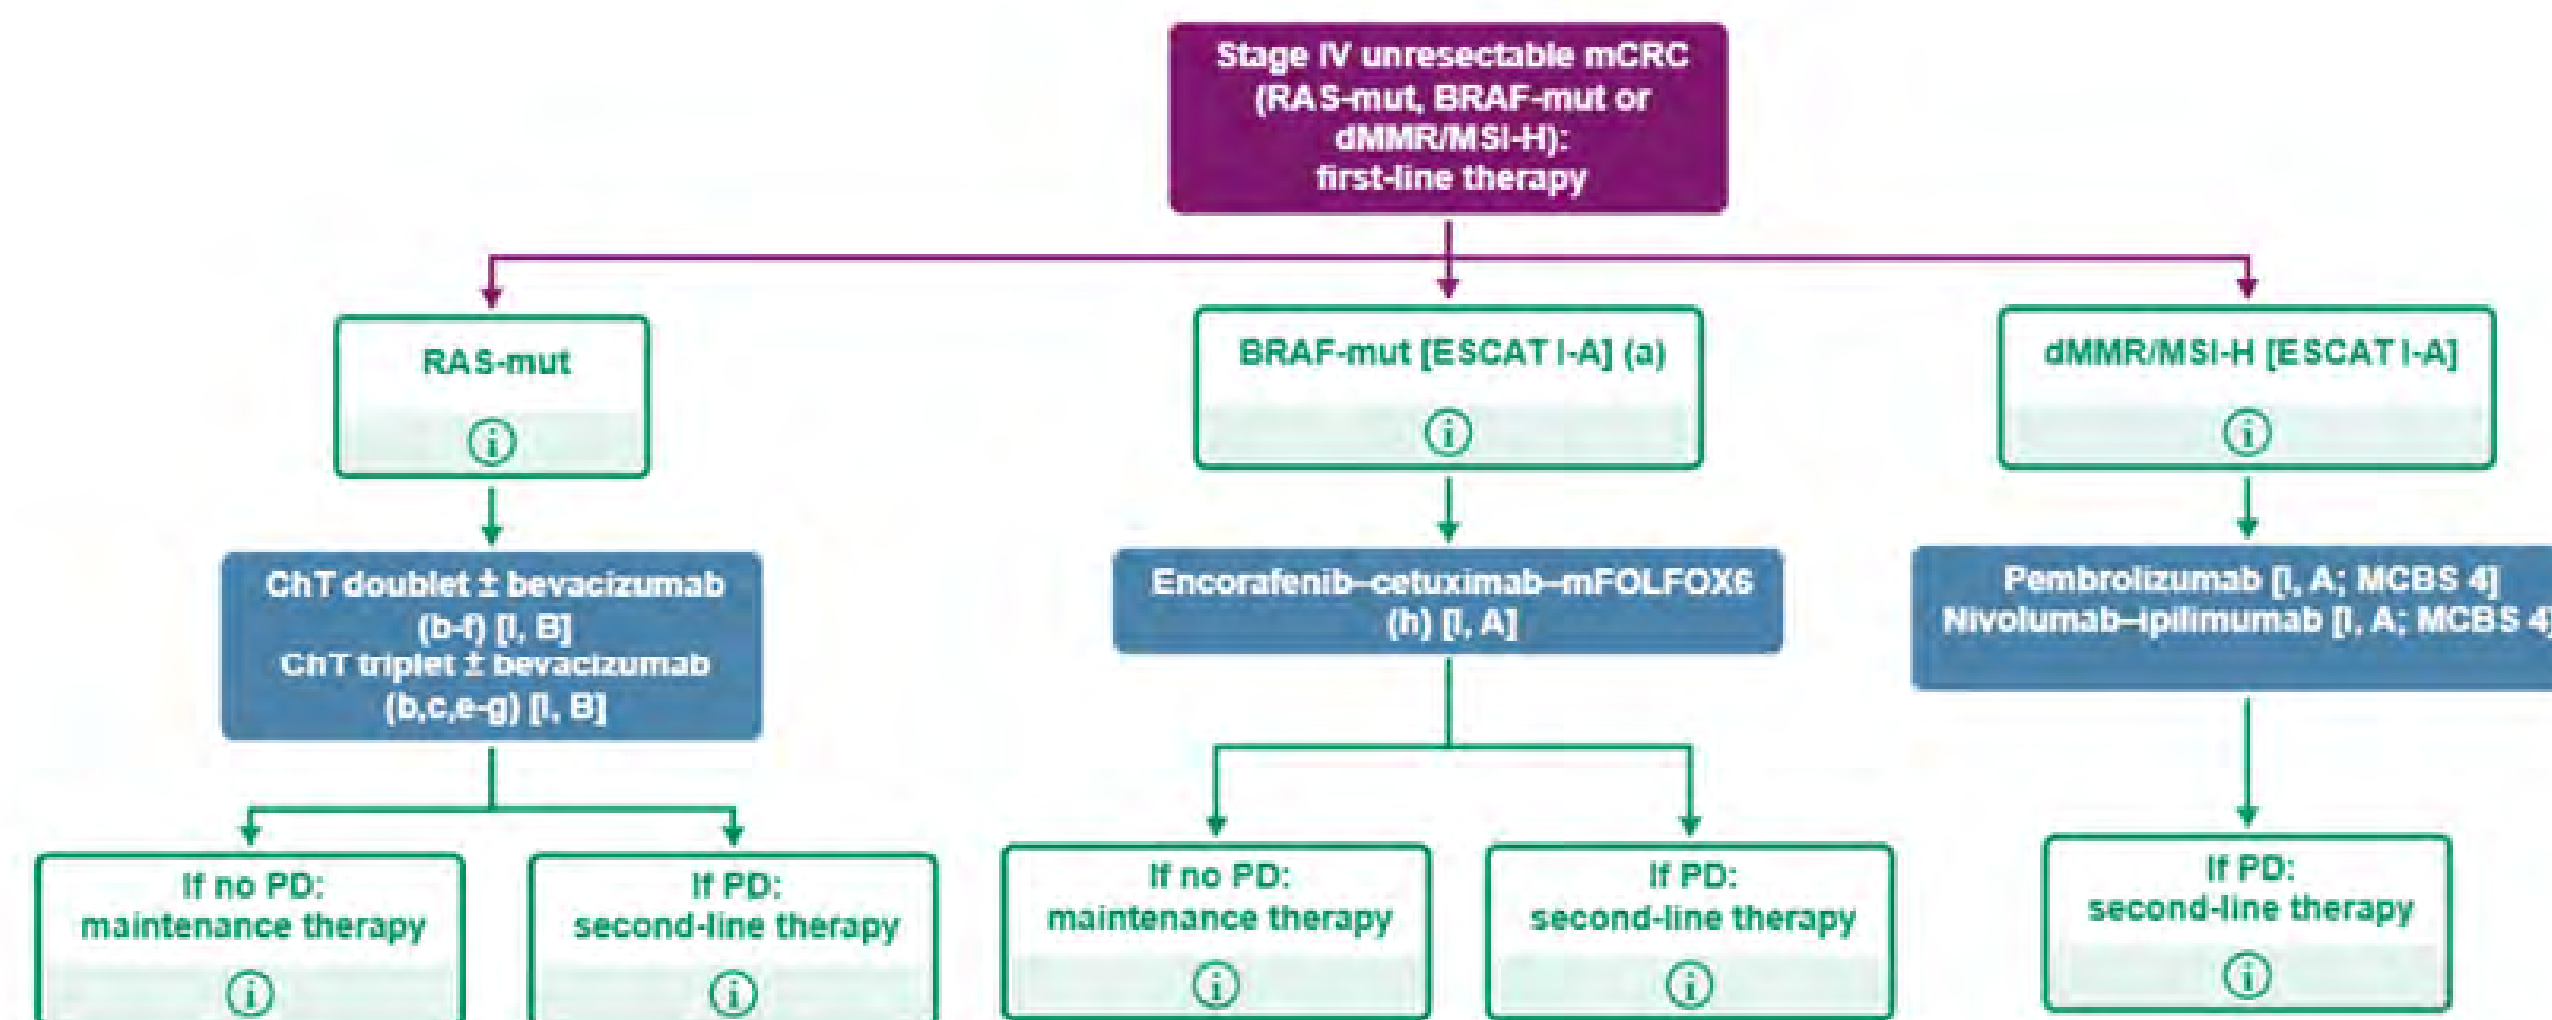 Stage IV unresectable mCRC
(RAS-mut, BRAF-mut or
dMMR/MSI-H):
first-line therapy
RAS-mut
i
BRAF-mut [ESCAT I-A] (a)
i
dMMR/MSI-H [ESCAT I-A]
i
ChT doublet ± bevacizumab
(b-f) [I, B]
ChT triplet ± bevacizumab
(b,c,e-g) [I, B]
Encorafenib–cetuximab–mFOLFOX6
(h) [I, A]
Pembrolizumab [I, A; MCBS 4]
Nivolumab–ipilimumab [I, A; MCBS 4]
If no PD:
maintenance therapy
i
If PD:
second-line therapy
i
If no PD:
maintenance therapy
i
If PD:
second-line therapy
i
If PD:
second-line therapy
i